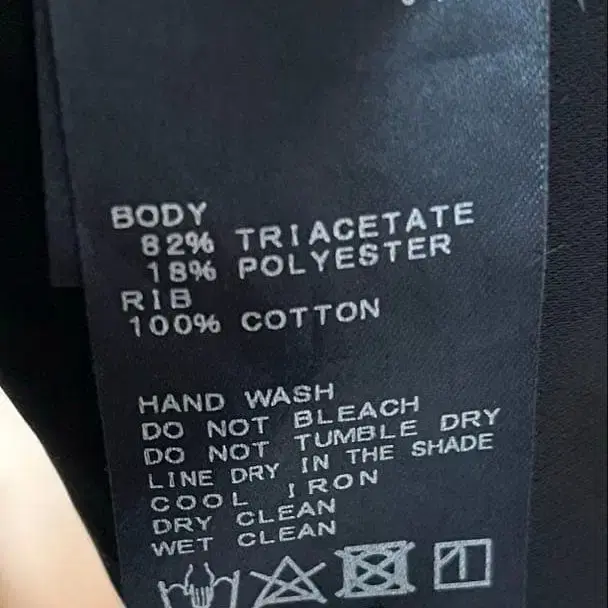 BODY
82% TRIACETATE
18% POLYESTER
RIB
100% COTTON
HAND WASH
DO NOT BLEACH
DO NOT TUMBLE DRY
LINE DRY IN THE SHADE
COOL IRON
DRY CLEAN
WET CLEAN